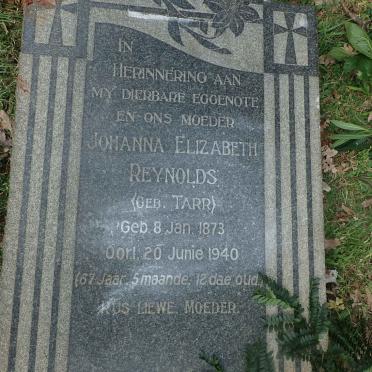 IN
HERINNERING AAN
MY DIERBARE EGGENOTE
EN ONS MOEDER
JOHANNA ELIZABETH
REYNOLDS
(GEB. TARR)
GEB. 8 JAN. 1873
OORL. 20 JUNIE 1940
(67 JAAR, 5 MAANDE, 12 DAE OUD)
RUS LIEWE MOEDER.